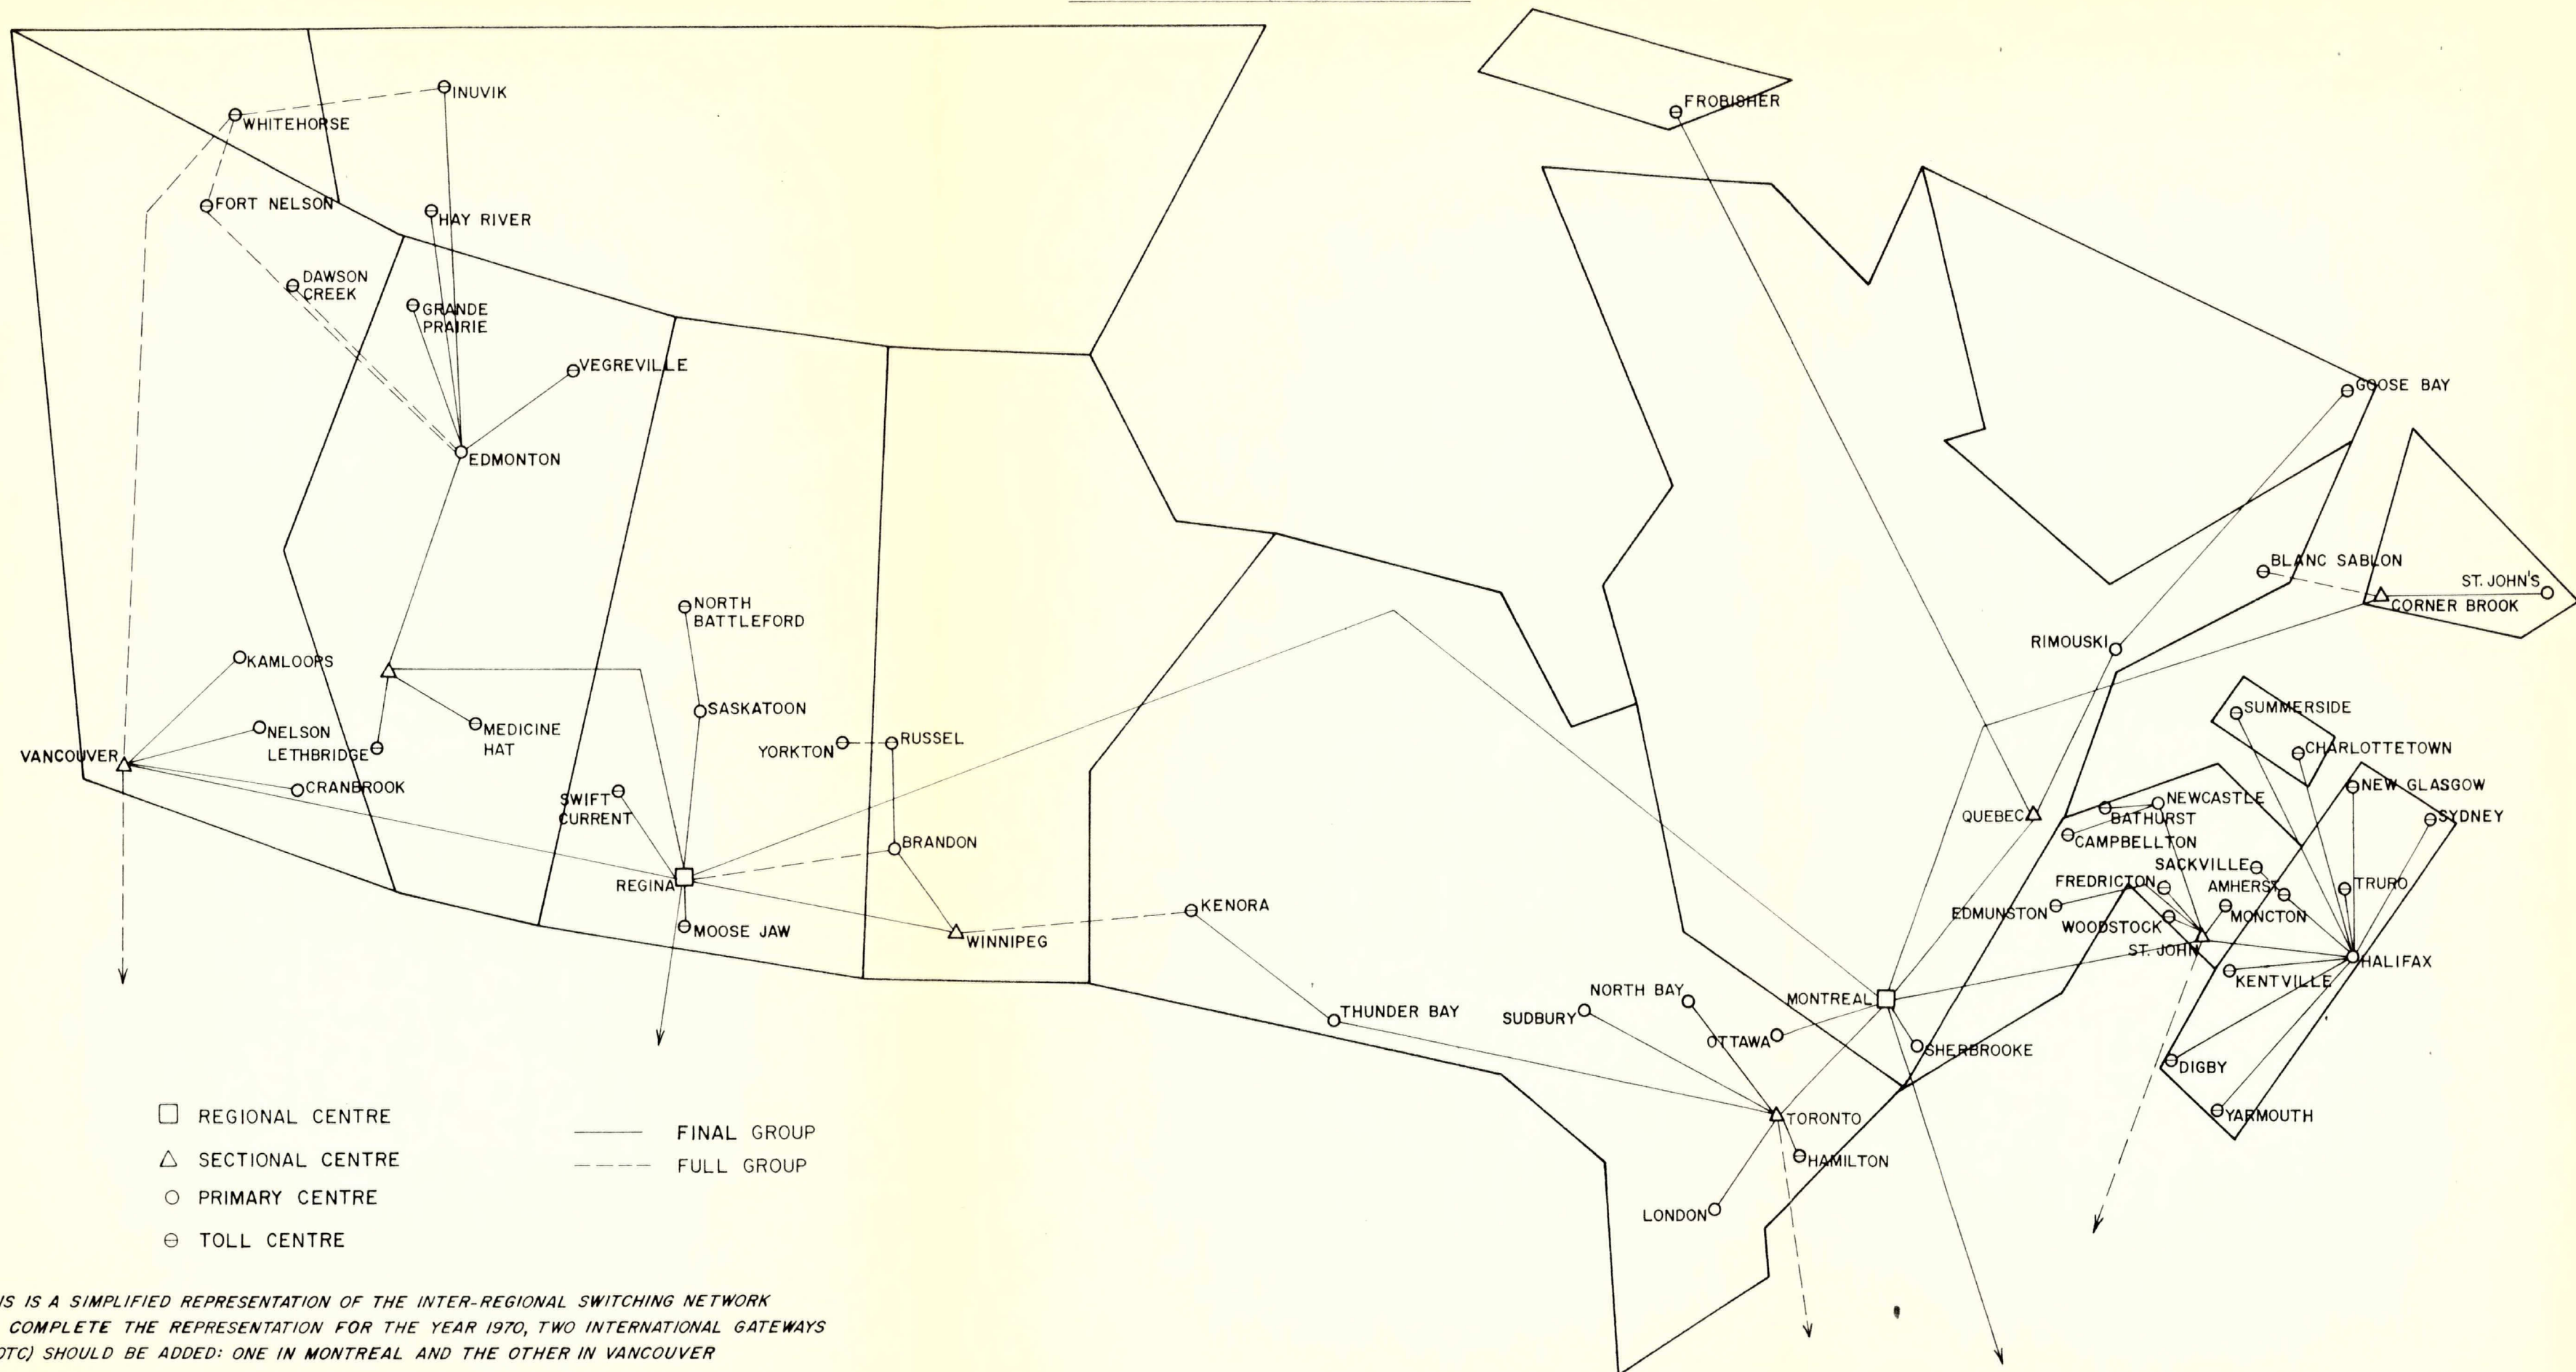 INUVIK
WHITEHORSE
FROBISHER
FORT NELSON
HAY RIVER
DAWSON
CREEK
GRANDE
PRAIRIE
VEGREVILLE
EDMONTON
GOOSE BAY
BLANC SABLON
ST. JOHN'S
CORNER BROOK
NORTH
BATTLEFORD
RIMOUSKI
KAMLOOPS
NELSON
LETHBRIDGE
MEDICINE
HAT
SASKATOON
YORKTON
RUSSEL
VANCOUVER
CRANBROOK
SWIFT
CURRENT
SUMMERSIDE
CHARLOTTETOWN
NEW GLASGOW
SYDNEY
NEWCASTLE
BATHURST
QUEBEC
CAMPBELLTON
BRANDON
REGINA
SACKVILLE
FREDRICTON
AMHERST
TRURO
EDMUNSTON
WOODSTOCK
MONCTON
KENORA
MOOSE JAW
WINNIPEG
ST. JOHN
HALIFAX
KENTVILLE
NORTH BAY
MONTREAL
SUDBURY
THUNDER BAY
OTTAWA
SHERBROOKE
DIGBY
TORONTO
YARMOUTH
HAMILTON
LONDON
REGIONAL CENTRE
SECTIONAL CENTRE
PRIMARY CENTRE
TOLL CENTRE
FINAL GROUP
FULL GROUP
IS IS A SIMPLIFIED REPRESENTATION OF THE INTER-REGIONAL SWITCHING NETWORK
COMPLETE THE REPRESENTATION FOR THE YEAR 1970, TWO INTERNATIONAL GATEWAYS
OTC) SHOULD BE ADDED: ONE IN MONTREAL AND THE OTHER IN VANCOUVER